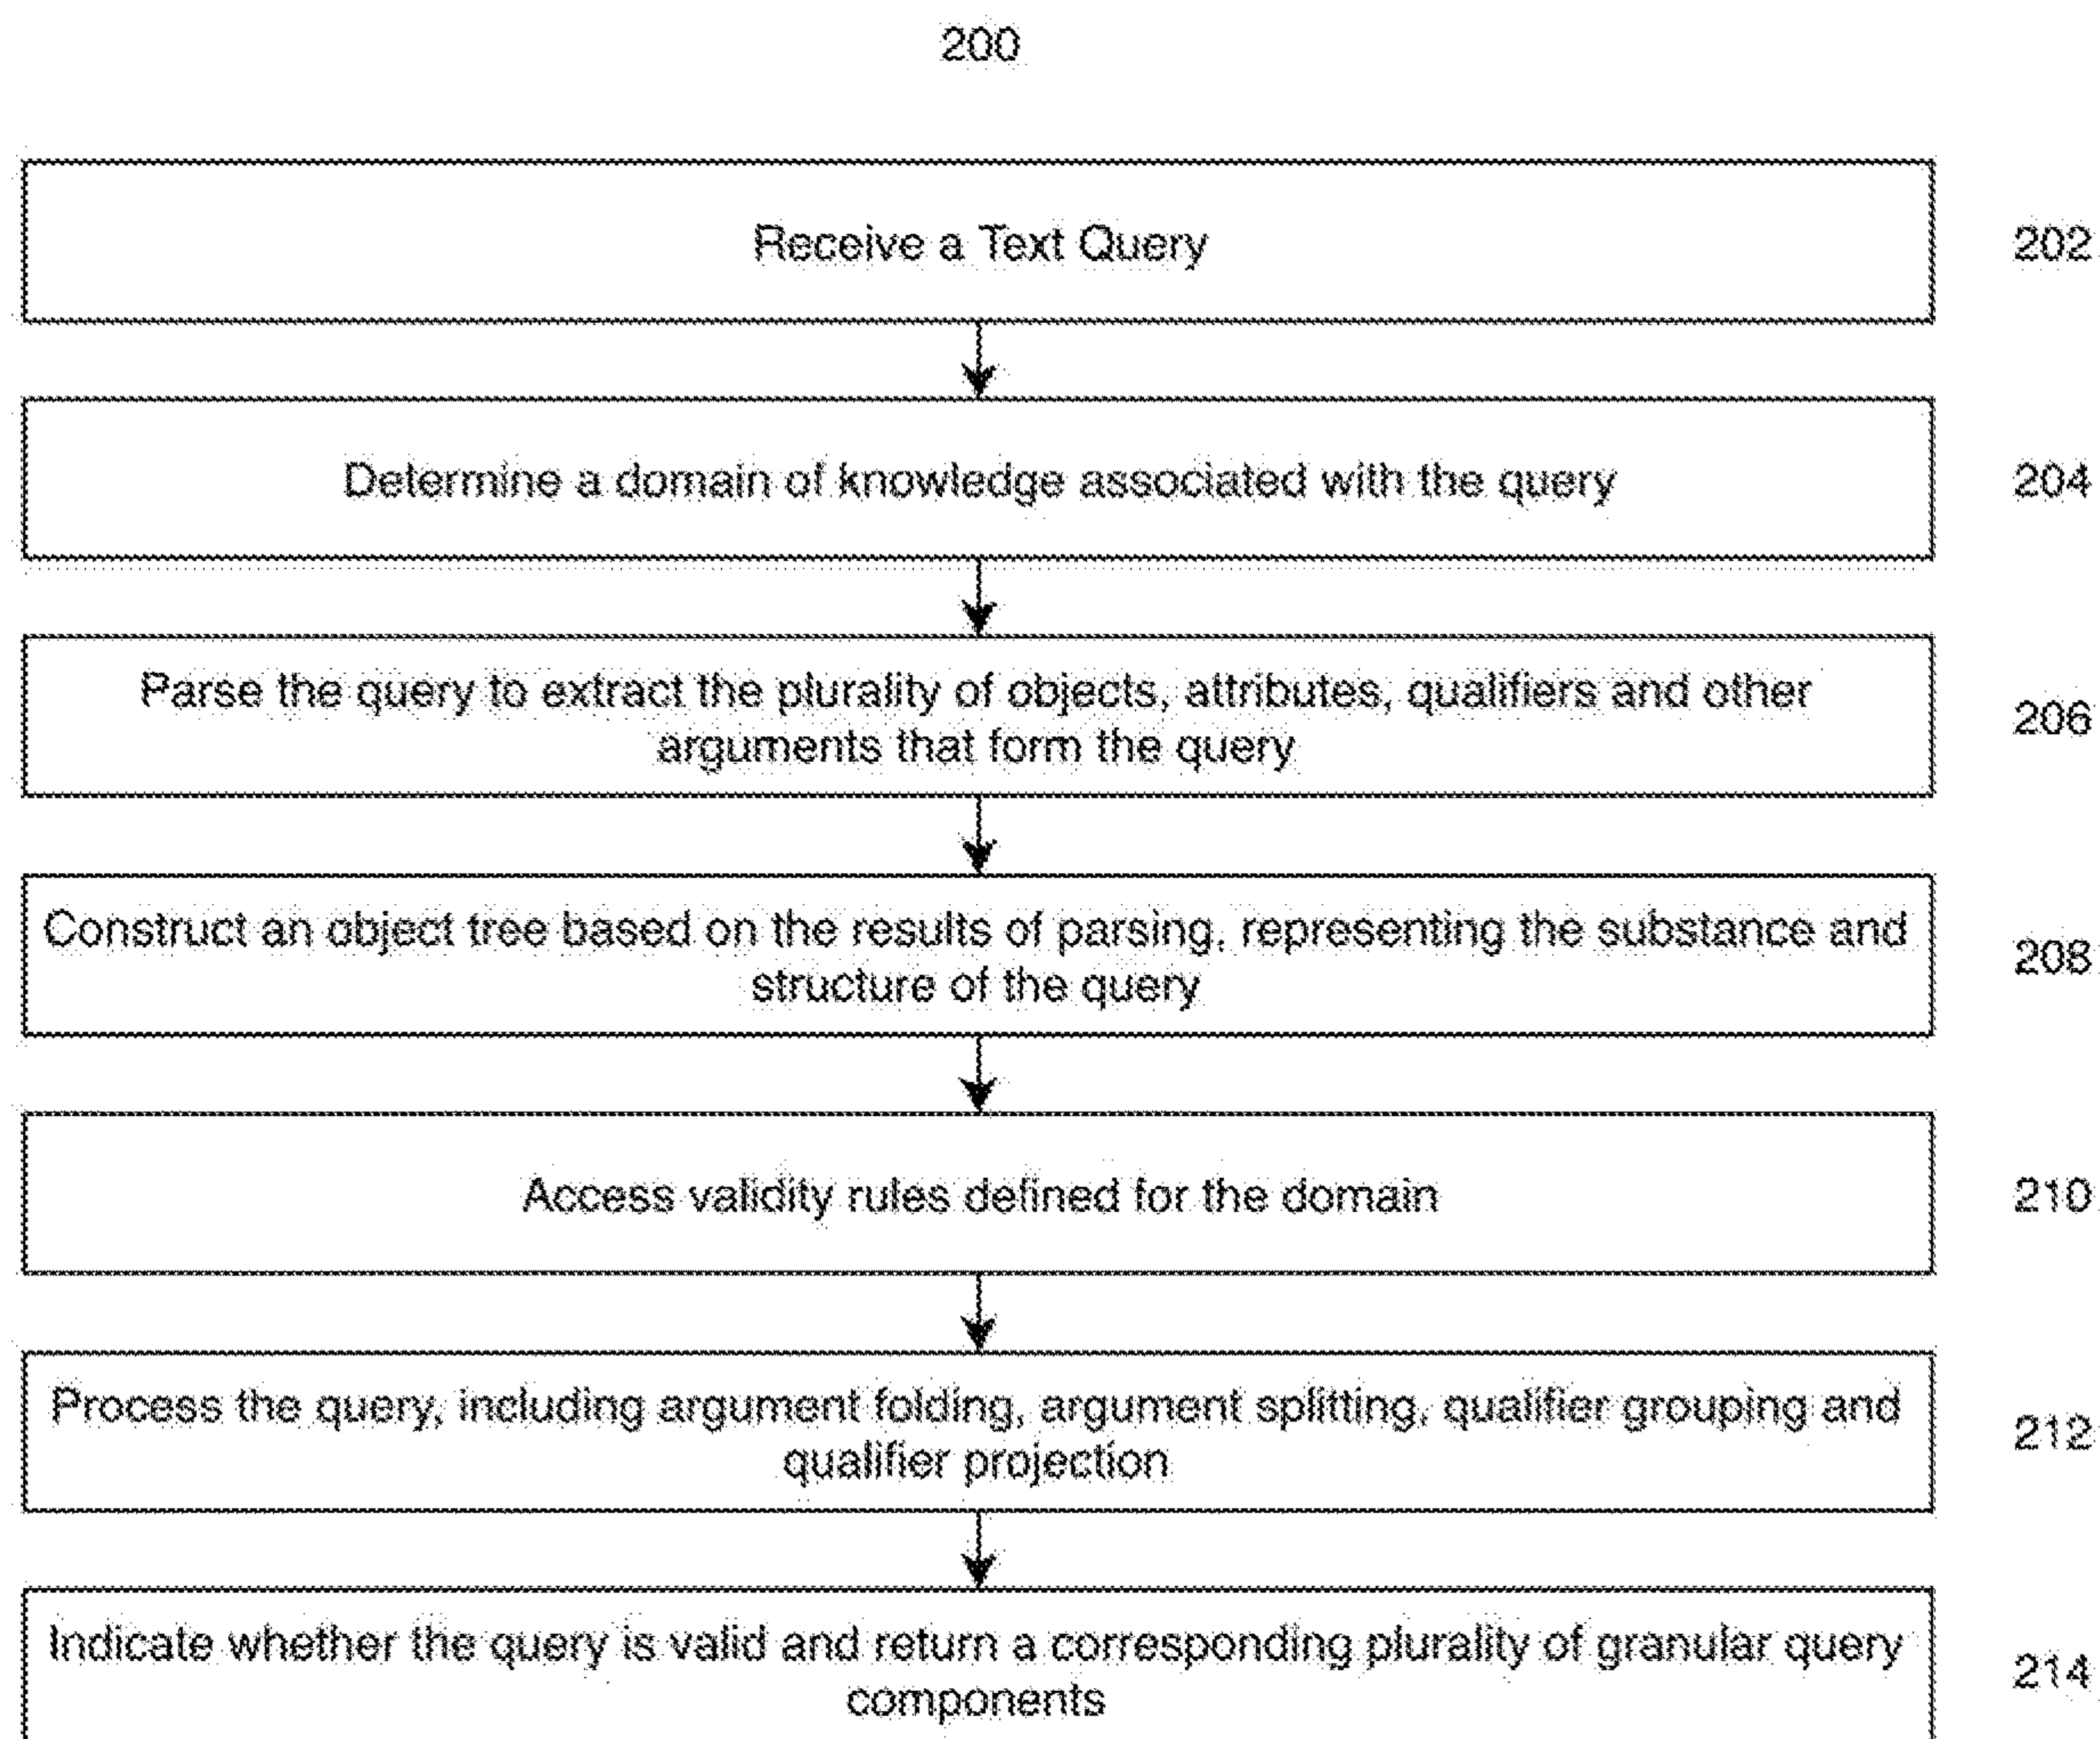 200
Receive a Text Query
202
Determine a domain of knowledge associated with the query
204
Parse the query to extract the plurality of objects, attributes, qualifiers and other
arguments that form the query
206
Construct an object tree based on the results of parsing, representing the substance and
structure of the query
208
Access validity rules defined for the domain
210
Process the query, including argument folding, argument splitting, qualifier grouping and
qualifier projection
212
Indicate whether the query is valid and return a corresponding plurality of granular query
components
214